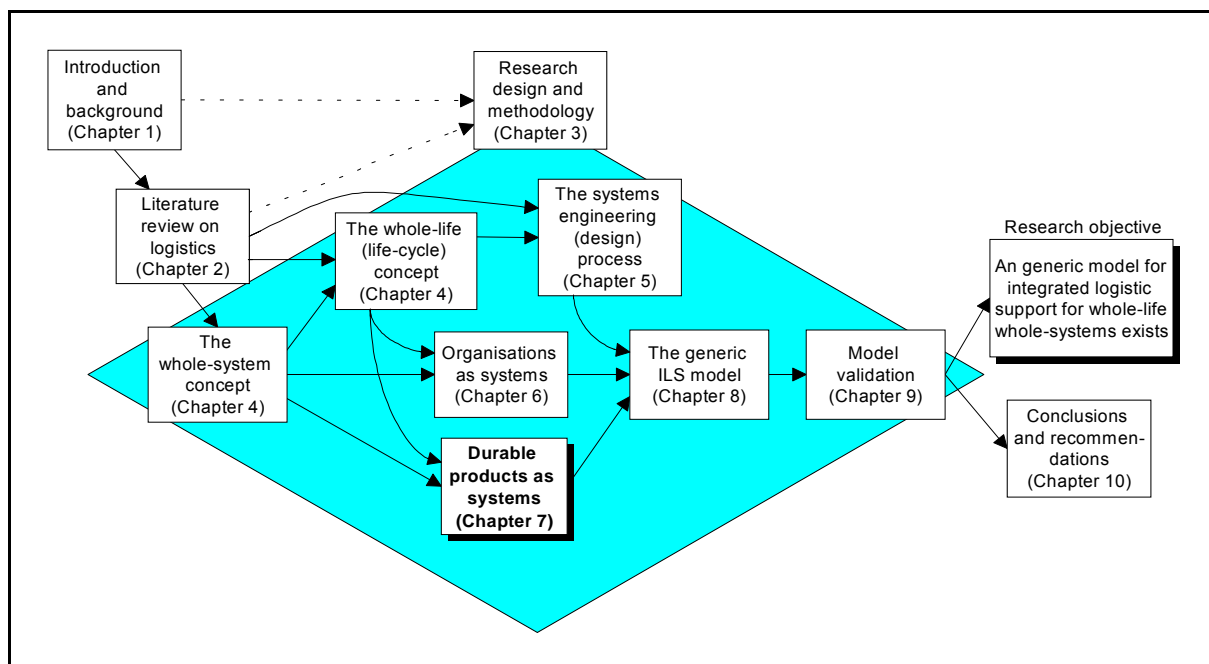 Introduction
and
background
(Chapter 1)
Research
design and
methodology
(Chapter 3)
Literature
review on
logistics
(Chapter 2)
The whole-life
(life-cycle)
concept
(Chapter 4)
The systems
engineering
(design)
process
(Chapter 5)
Research objective
An generic model for
integrated logistic
support for whole-life
whole-systems exists
The
whole-system
concept
(Chapter 4)
Organisations
as systems
(Chapter 6)
The generic
ILS model
(Chapter 8)
Model
validation
(Chapter 9)
Conclusions
and recommen-
dations
(Chapter 10)
Durable
products as
systems
(Chapter 7)